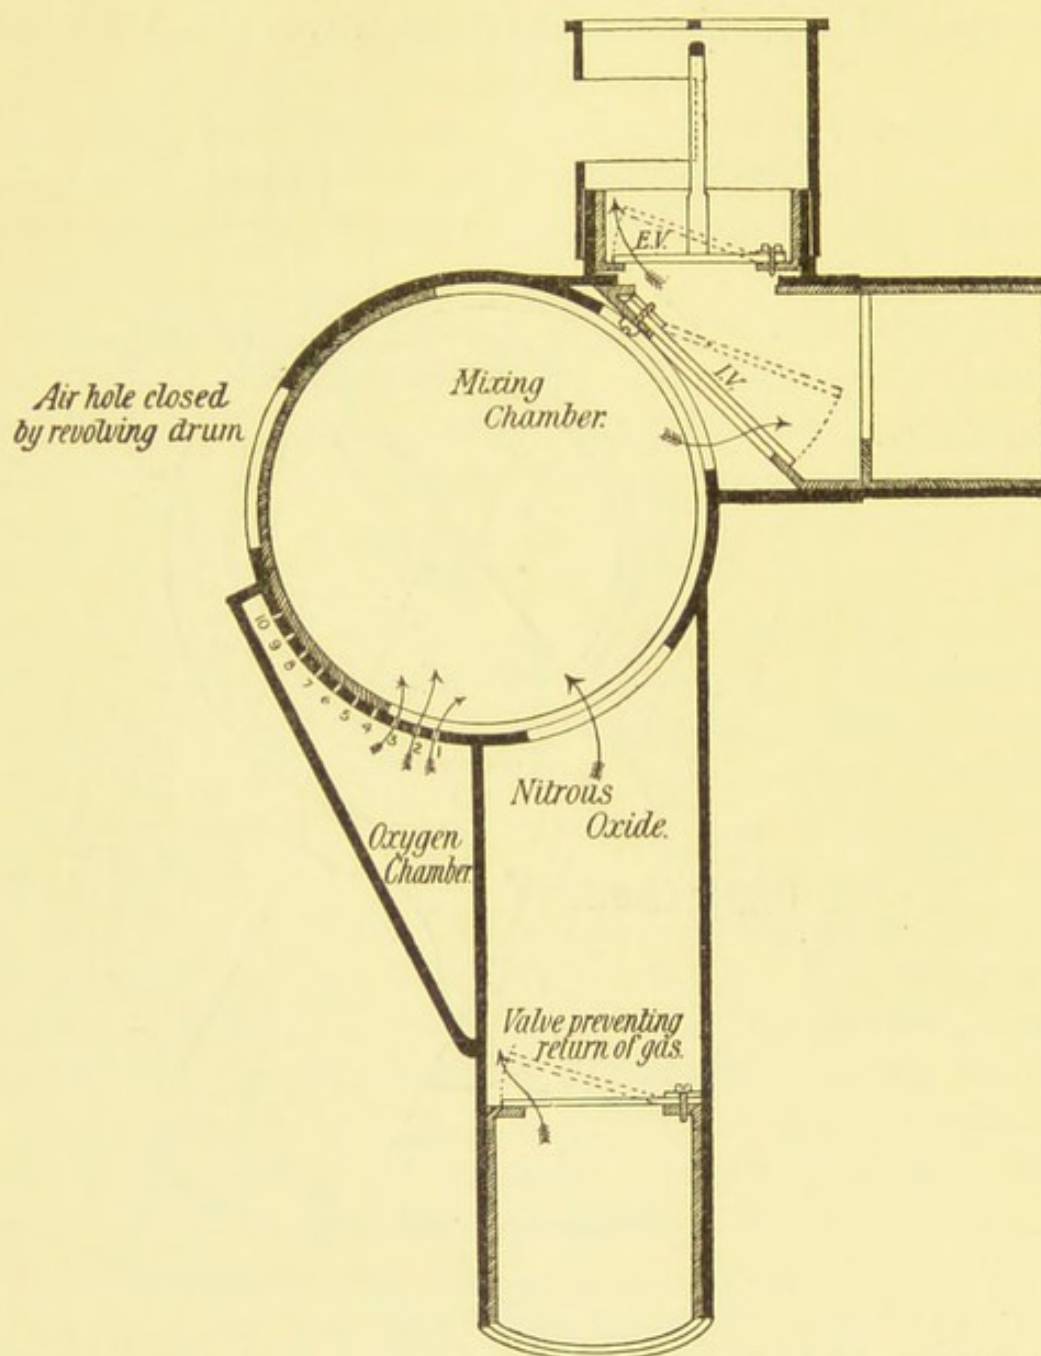 E.V.
I.V.
Mixing
Chamber.
Air hole closed
by revolving drum
10
9
8
7
6
5
4
3
2
1
Nitrous
Oxide.
Oxygen
Chamber.
Valve preventing
return of gas.